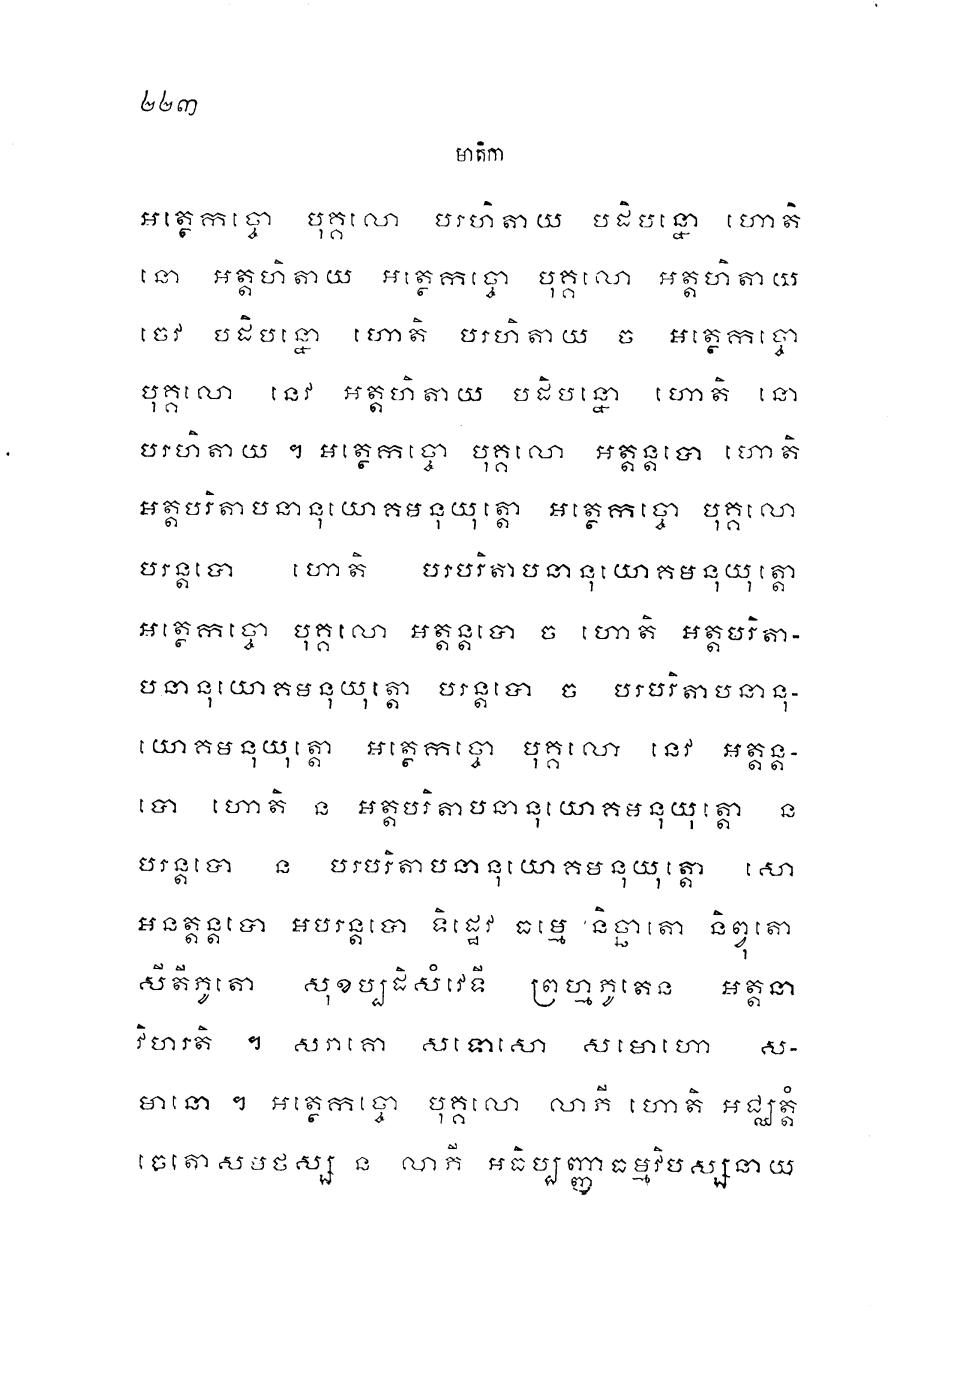 ២២៣
មាតិកា
អត្ថេកច្ចោ បុគ្គលោ បរហិតាយ បដិបន្នោ ហោតិ
នោ អត្តហិតាយ អត្ថេកច្ចោ បុគ្គលោ អត្តហិតាយ
ចេវ បដិបន្នោ ហោតិ បរហិតាយ ច អត្ថេកច្ចោ
បុគ្គលោ នេវ អត្តហិតាយ បដិបន្នោ ហោតិ នោ
បរហិតាយ ។ អត្ថេកច្ចោ បុគ្គលោ អត្តន្តបោ ហោតិ
អត្តបរិតាបនានុយោគមនុយុត្តោ អត្ថេកច្ចោ បុគ្គលោ
បរន្តបោ ហោតិ បរបរិតាបនានុយោគមនុយុត្តោ
អត្ថេកច្ចោ បុគ្គលោ អត្តន្តបោ ច ហោតិ អត្តបរិតា-
បនានុយោគមនុយុត្តោ បរន្តបោ ច បរបរិតាបនានុ-
យោគមនុយុត្តោ អត្ថេកច្ចោ បុគ្គលោ នេវ អត្តន្ត-
បោ ហោតិ ន អត្តបរិតាបនានុយោគមនុយុត្តោ ន
បរន្តបោ ន បរបរិតាបនានុយោគមនុយុត្តោ សោ
អនត្តន្តបោ អបរន្តបោ ទិដ្ឋេវ ធម្មេ និច្ឆាតោ និព្វុតោ
សីតីភូតោ សុខប្បដិសំវេទី ព្រហ្មភូតេន អត្តនា
វិហរតិ ។ សរាគោ សទោសោ សមោហោ ស-
មានោ ។ អត្ថេកច្ចោ បុគ្គលោ លាភី ហោតិ អជ្ឈត្តំ
ចេតោសមថស្ស ន លាភី អធិប្បញ្ញាធម្មវិបស្សនាយ